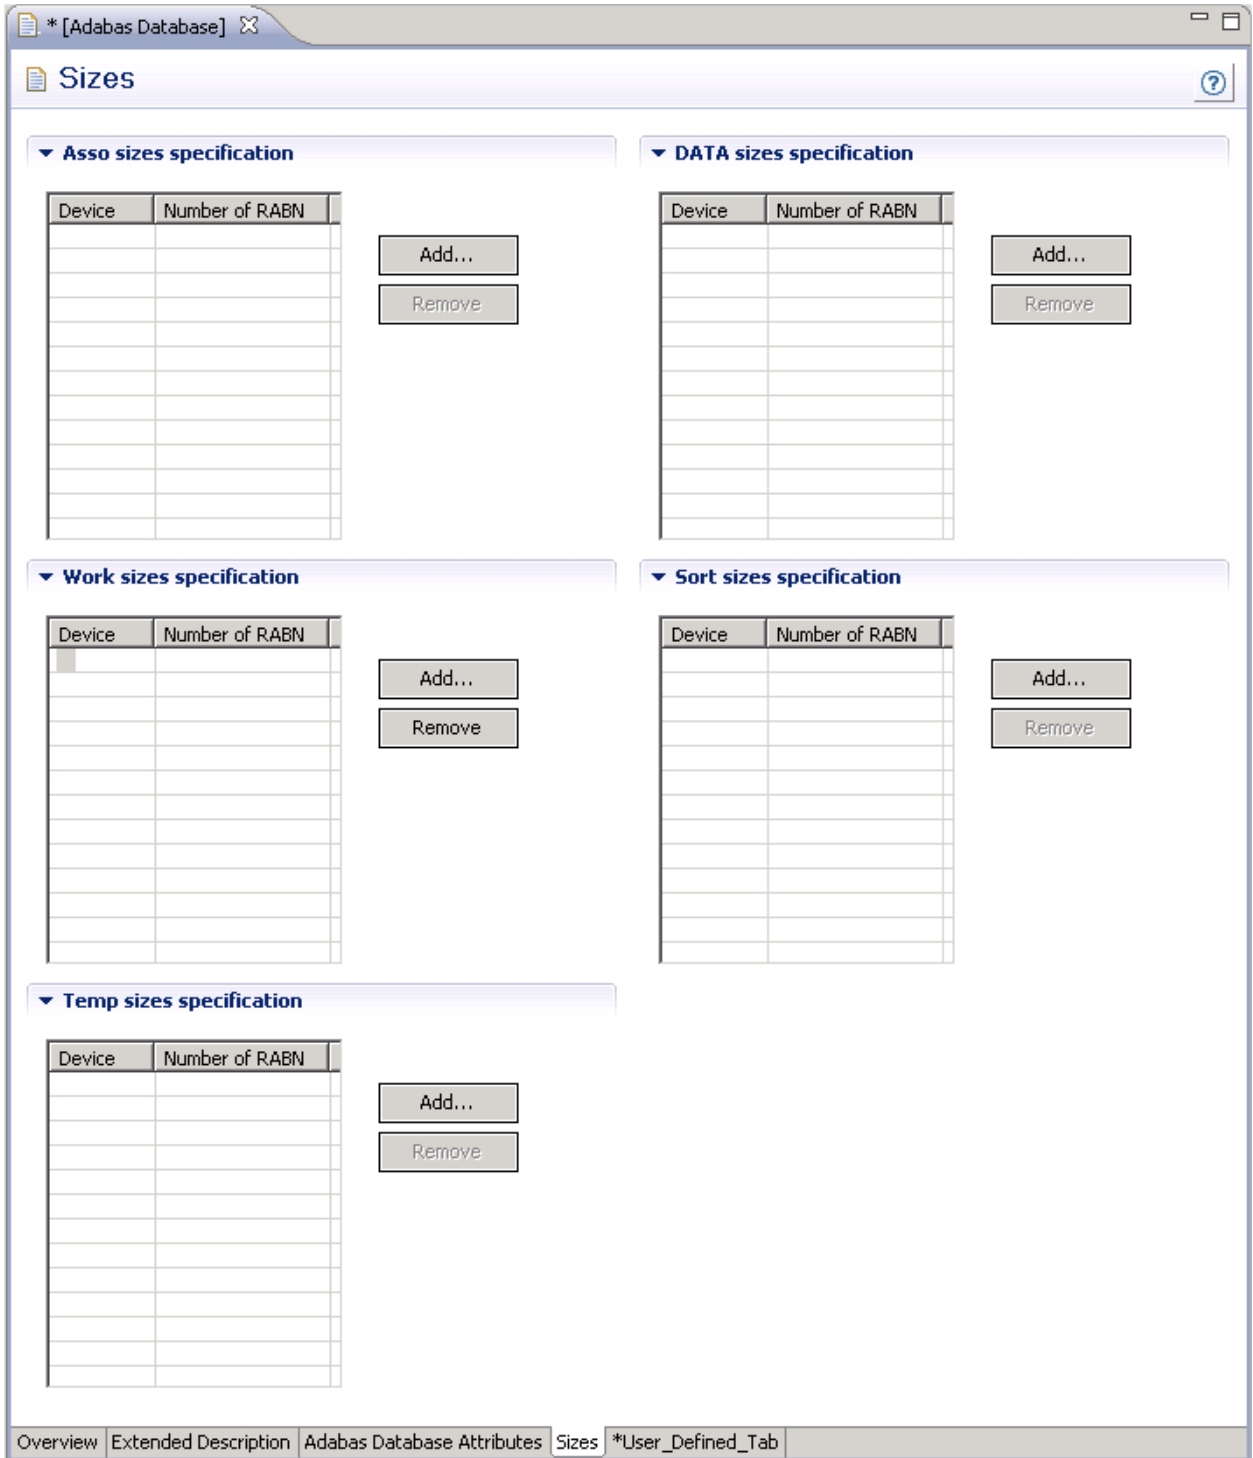 * [Adabas Database]
Sizes
Asso sizes specification
Device Number of RABN
Add...
Remove
DATA sizes specification
Device Number of RABN
Add...
Remove
Work sizes specification
Device Number of RABN
Add...
Remove
Sort sizes specification
Device Number of RABN
Add...
Remove
Temp sizes specification
Device Number of RABN
Add...
Remove
Overview Extended Description Adabas Database Attributes Sizes *User_Defined_Tab